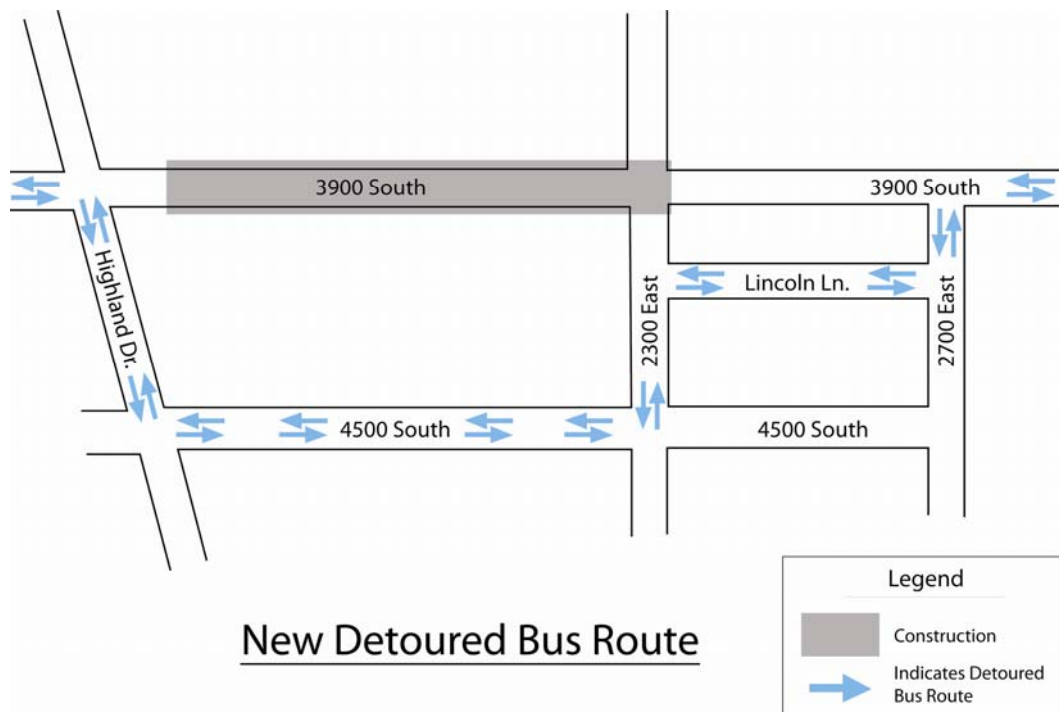 3900 South
3900 South
Highland Dr.
2300 East
Lincoln Ln.
2700 East
4500 South
4500 South
New Detoured Bus Route
Legend
Construction
Indicates Detoured
Bus Route